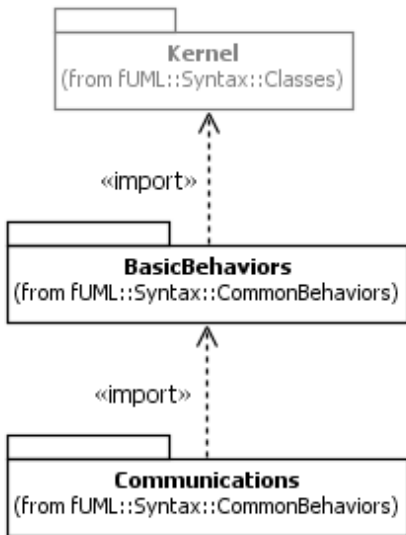 Kernel
(from fUML::Syntax::Classes)
«import»
BasicBehaviors
(from fUML::Syntax::CommonBehaviors)
«import»
Communications
(from fUML::Syntax::CommonBehaviors)